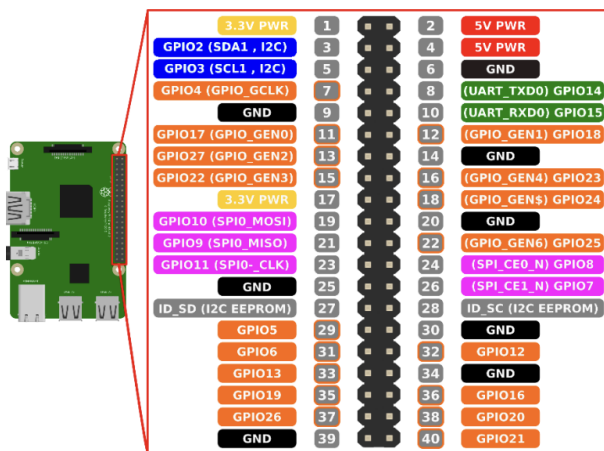 3.3V PWR 1 2 5V PWR
GPIO2 (SDA1 , I2C) 3 4 5V PWR
GPIO3 (SCL1 , I2C) 5 6 GND
GPIO4 (GPIO_GCLK) 7 8 (UART_TXD0) GPIO14
GND 9 10 (UART_RXD0) GPIO15
GPIO17 (GPIO_GEN0) 11 12 (GPIO_GEN1) GPIO18
GPIO27 (GPIO_GEN2) 13 14 GND
GPIO22 (GPIO_GEN3) 15 16 (GPIO_GEN4) GPIO23
3.3V PWR 17 18 (GPIO_GEN$) GPIO24
GPIO10 (SPI0_MOSI) 19 20 GND
GPIO9 (SPI0_MISO) 21 22 (GPIO_GEN6) GPIO25
GPIO11 (SPI0-_CLK) 23 24 (SPI_CE0_N) GPIO8
GND 25 26 (SPI_CE1_N) GPIO7
ID_SD (I2C EEPROM) 27 28 ID_SC (I2C EEPROM)
GPIO5 29 30 GND
GPIO6 31 32 GPIO12
GPIO13 33 34 GND
GPIO19 35 36 GPIO16
GPIO26 37 38 GPIO20
GND 39 40 GPIO21